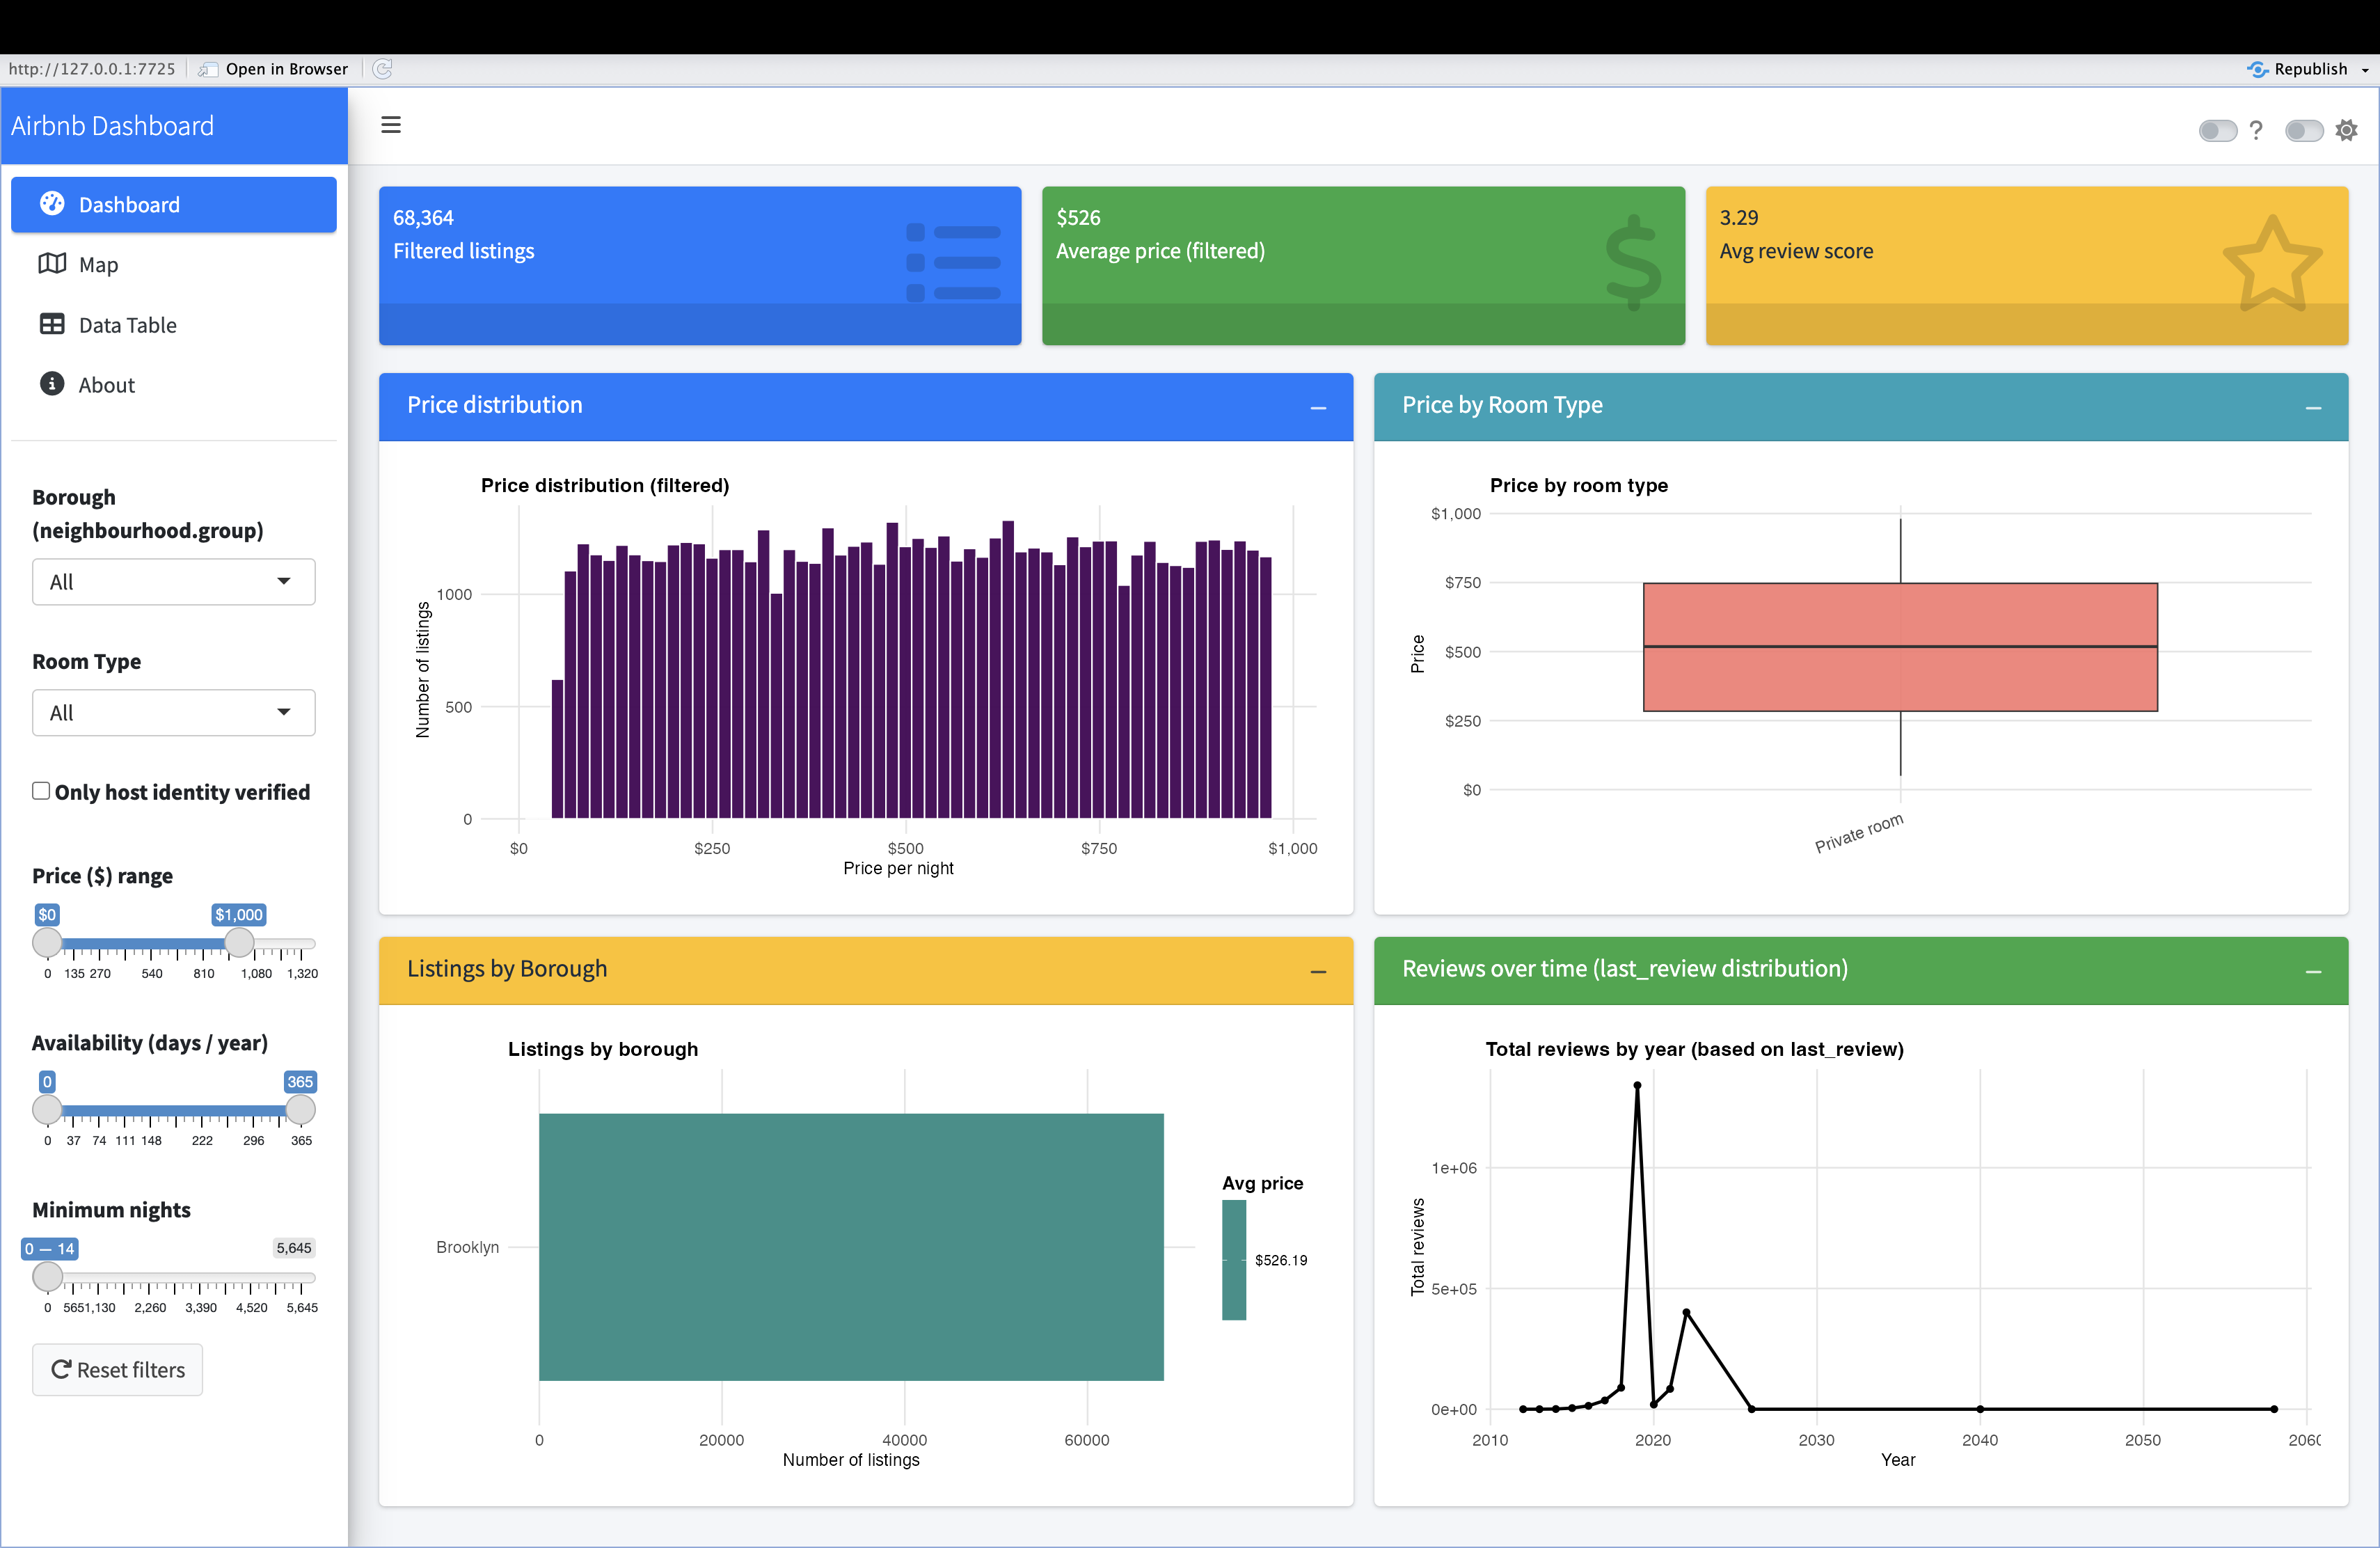 http://127.0.0.1:7725
Open in Browser
Republish
Airbnb Dashboard
?
Dashboard
Map
Data Table
About
Borough
(neighbourhood.group)
All
Room Type
All
Only host identity verified
Price ($) range
$0
$1,000
0 135 270 540 810 1,080 1,320
Availability (days / year)
0
365
0 37 74 111 148 222 296 365
Minimum nights
0 — 14
5,645
0 5651,130 2,260 3,390 4,520 5,645
Reset filters
68,364
Filtered listings
$526
Average price (filtered)
3.29
Avg review score
Price distribution
Price distribution (filtered)
Number of listings
1000
500
0
$0 $250 $500 $750 $1,000
Price per night
Price by Room Type
Price by room type
Price
$1,000
$750
$500
$250
$0
Private room
Listings by Borough
Listings by borough
Brooklyn
0 20000 40000 60000
Number of listings
Avg price
$526.19
Reviews over time (last_review distribution)
Total reviews by year (based on last_review)
Total reviews
1e+06
5e+05
0e+00
2010 2020 2030 2040 2050
Year